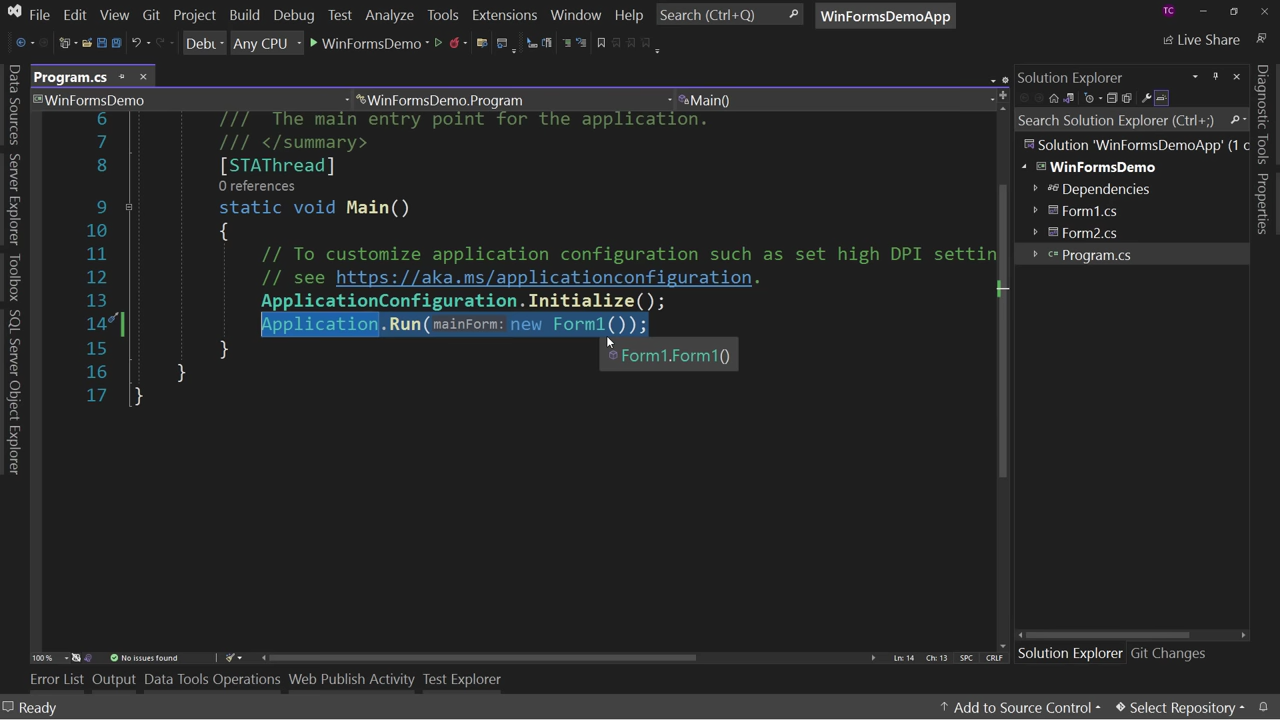 File Edit View Git Project Build Debug Test Analyze Tools Extensions Window Help Search (Ctrl+Q) WinFormsDemoApp TC
Debu Any CPU WinFormsDemo Live Share
Program.cs
WinFormsDemo WinFormsDemo.Program Main()
6 /// The main entry point for the application.
7 /// </summary>
8 [STAThread]
0 references
9 static void Main()
10 {
11 // To customize application configuration such as set high DPI settin
12 // see https://aka.ms/applicationconfiguration.
13 ApplicationConfiguration.Initialize();
14 Application.Run(mainForm: new Form1());
15 }
Form1.Form1()
16 }
17 }
100% No issues found Ln: 14 Ch: 13 SPC CRLF
Data Sources
Server Explorer
Toolbox
SQL Server Object Explorer
Solution Explorer
Search Solution Explorer (Ctrl+;)
Solution 'WinFormsDemoApp' (1 o
WinFormsDemo
Dependencies
Form1.cs
Form2.cs
C# Program.cs
Solution Explorer Git Changes
Diagnostic Tools
Properties
Error List Output Data Tools Operations Web Publish Activity Test Explorer
Ready Add to Source Control Select Repository